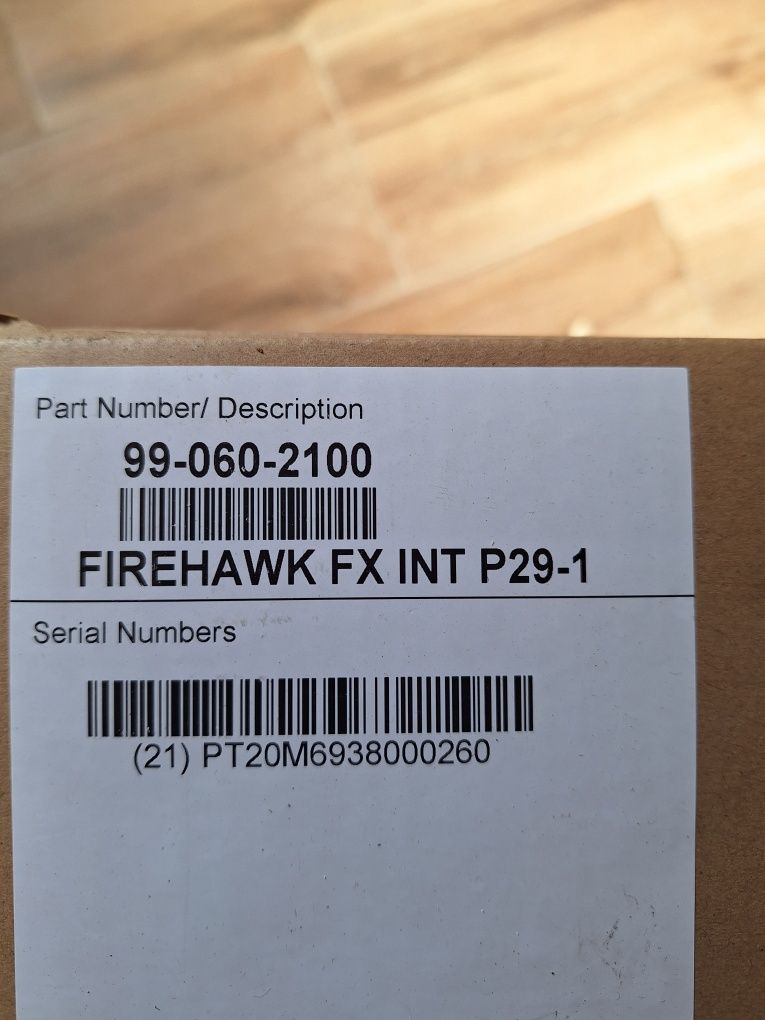 Part Number/ Description
99-060-2100
FIREHAWK FX INT P29-1
Serial Numbers
(21) PT20M6938000260